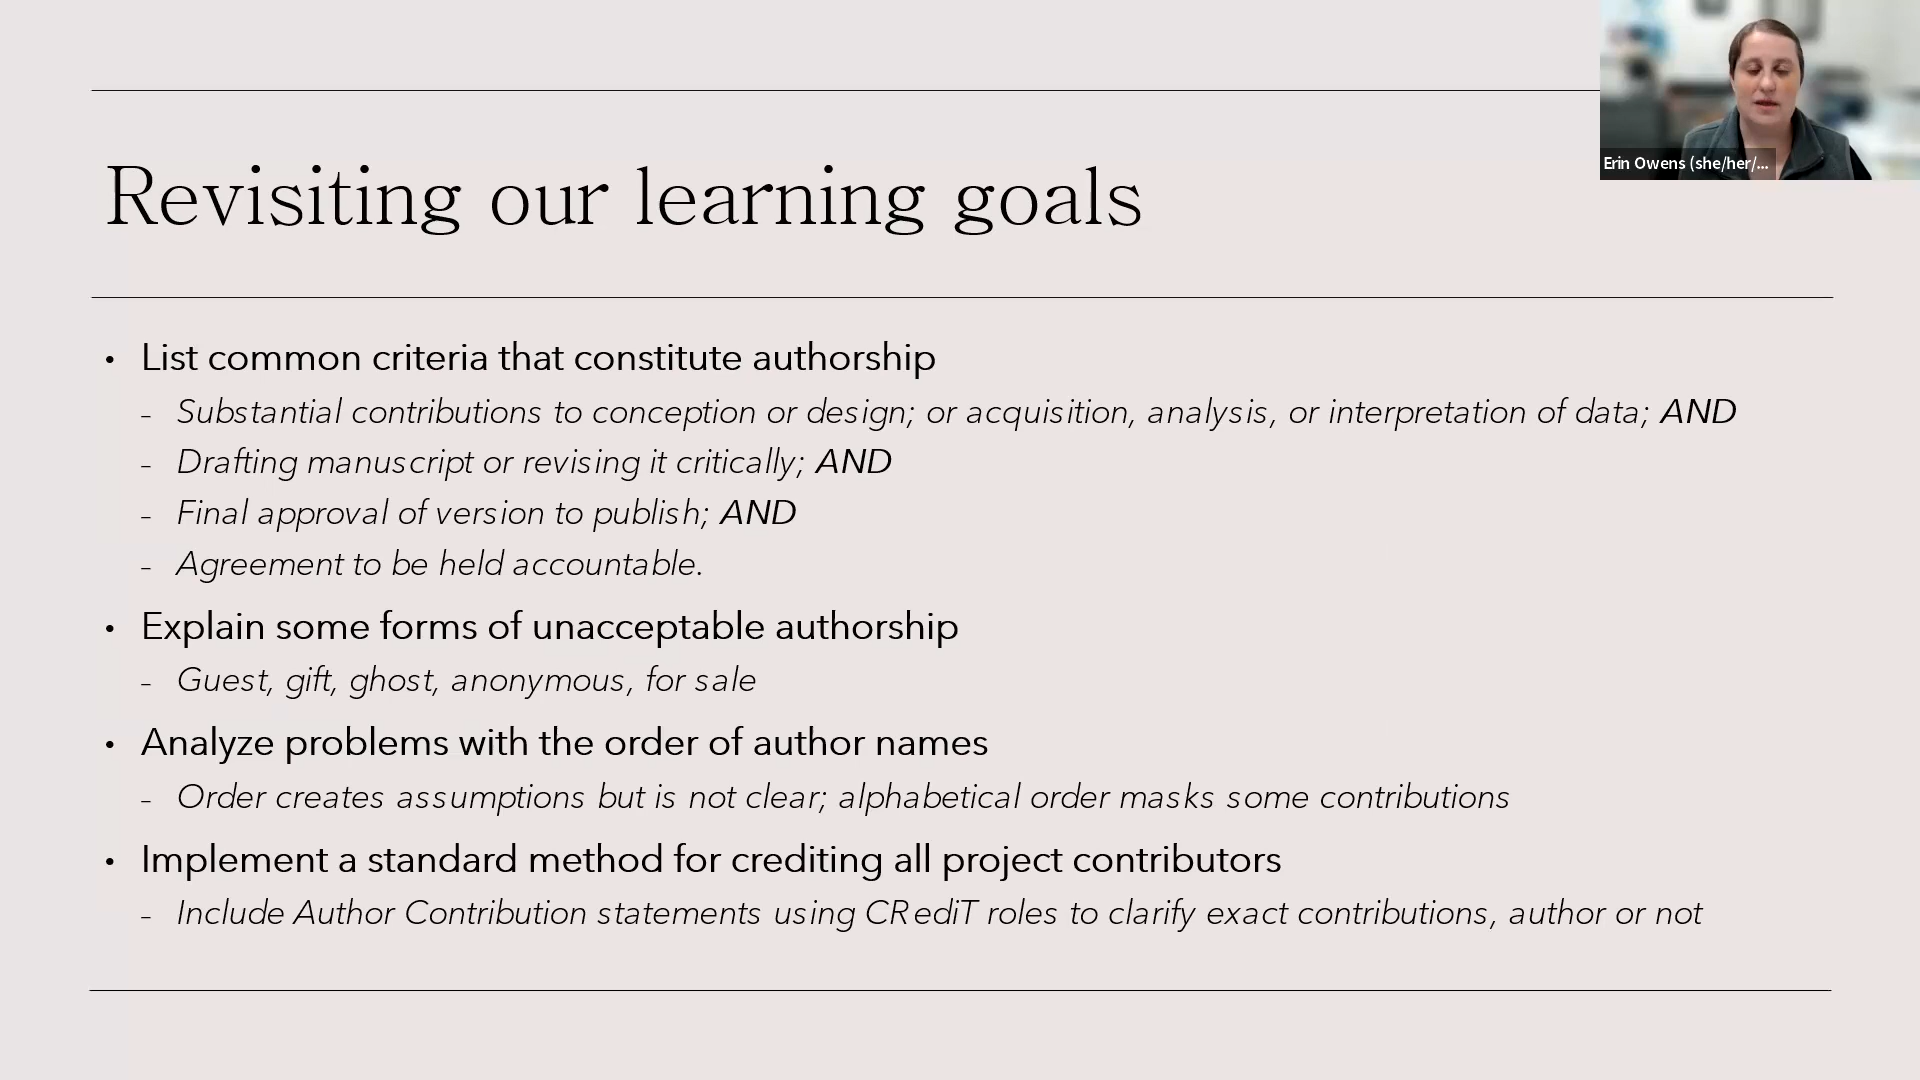 Erin Owens (she/her/...
Revisiting our learning goals
• List common criteria that constitute authorship
– Substantial contributions to conception or design; or acquisition, analysis, or interpretation of data; AND
– Drafting manuscript or revising it critically; AND
– Final approval of version to publish; AND
– Agreement to be held accountable.
• Explain some forms of unacceptable authorship
– Guest, gift, ghost, anonymous, for sale
• Analyze problems with the order of author names
– Order creates assumptions but is not clear; alphabetical order masks some contributions
• Implement a standard method for crediting all project contributors
– Include Author Contribution statements using CRediT roles to clarify exact contributions, author or not